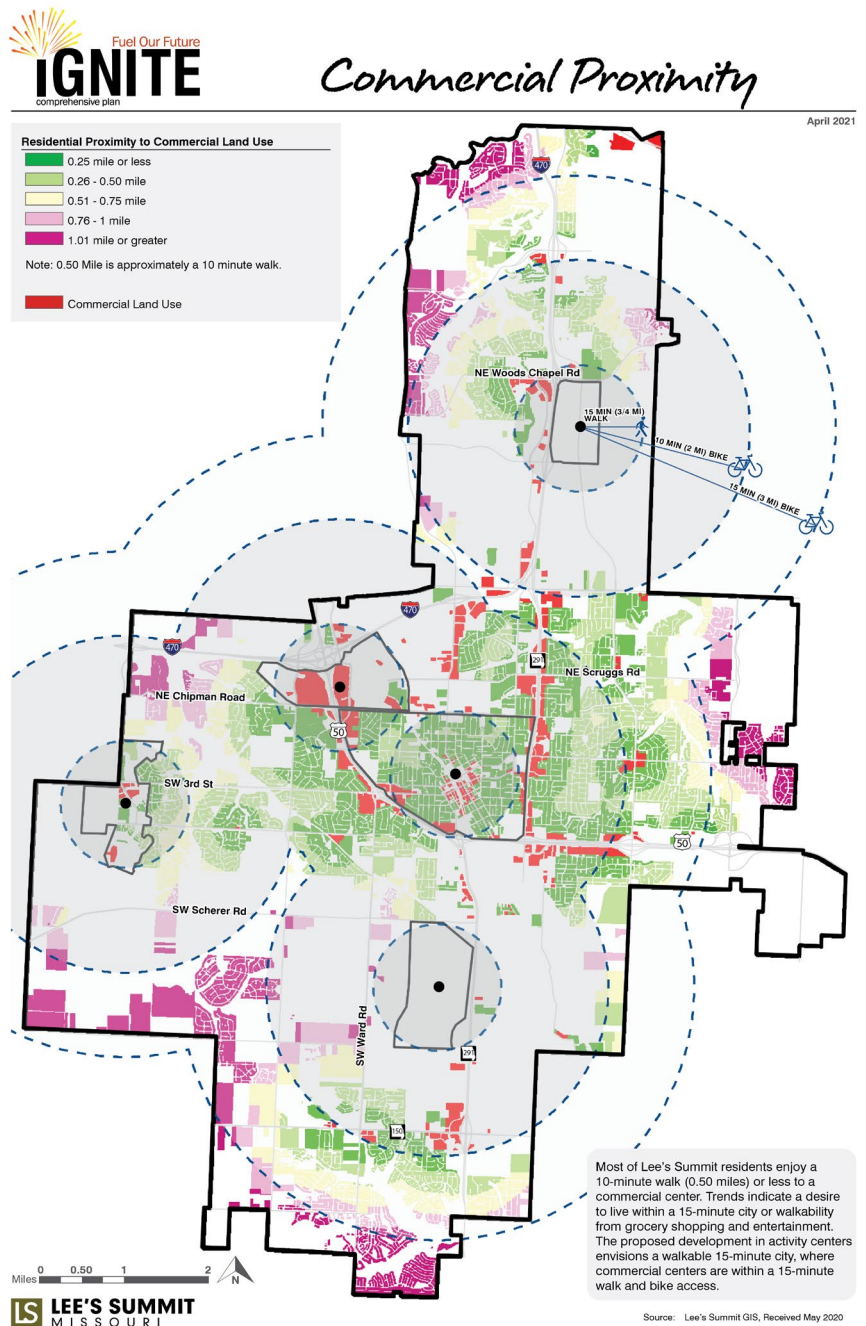 Fuel Our Future
iGNITE
comprehensive plan
Commercial Proximity
April 2021
Residential Proximity to Commercial Land Use
0.25 mile or less
0.26 - 0.50 mile
0.51 - 0.75 mile
0.76 - 1 mile
1.01 mile or greater
Note: 0.50 Mile is approximately a 10 minute walk.
Commercial Land Use
470
NE Woods Chapel Rd
15 MIN (3/4 MI)
WALK
10 MIN (2 MI) BIKE
15 MIN (3 MI) BIKE
470
470
291
NE Scruggs Rd
NE Chipman Road
50
SW 3rd St
50
SW Scherer Rd
SW Ward Rd
291
150
Most of Lee's Summit residents enjoy a
10-minute walk (0.50 miles) or less to a
commercial center. Trends indicate a desire
to live within a 15-minute city or walkability
from grocery shopping and entertainment.
The proposed development in activity centers
envisions a walkable 15-minute city, where
commercial centers are within a 15-minute
walk and bike access.
0 0.50 1 2
Miles
N
LS LEE'S SUMMIT
MISSOURI
Source: Lee's Summit GIS, Received May 2020